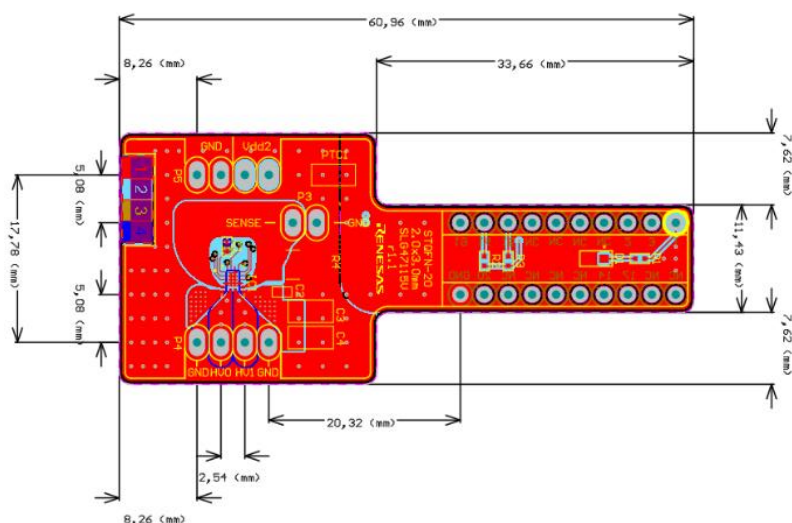 60,96 (mm)
33,66 (mm)
8,26 (mm)
7,62 (mm)
GND
Vdd2
1
2
3
4
P5
PTC1
5,08 (mm)
17,78 (mm)
P3
SENSE
GND
RENESAS
STQFN-20
2.0x3.0mm
SLG47115V
r1.1
11,43 (mm)
5,08 (mm)
C2
C3
C4
P4
GND HV0 HV1 GND
7,62 (mm)
20,32 (mm)
2,54 (mm)
8,26 (mm)